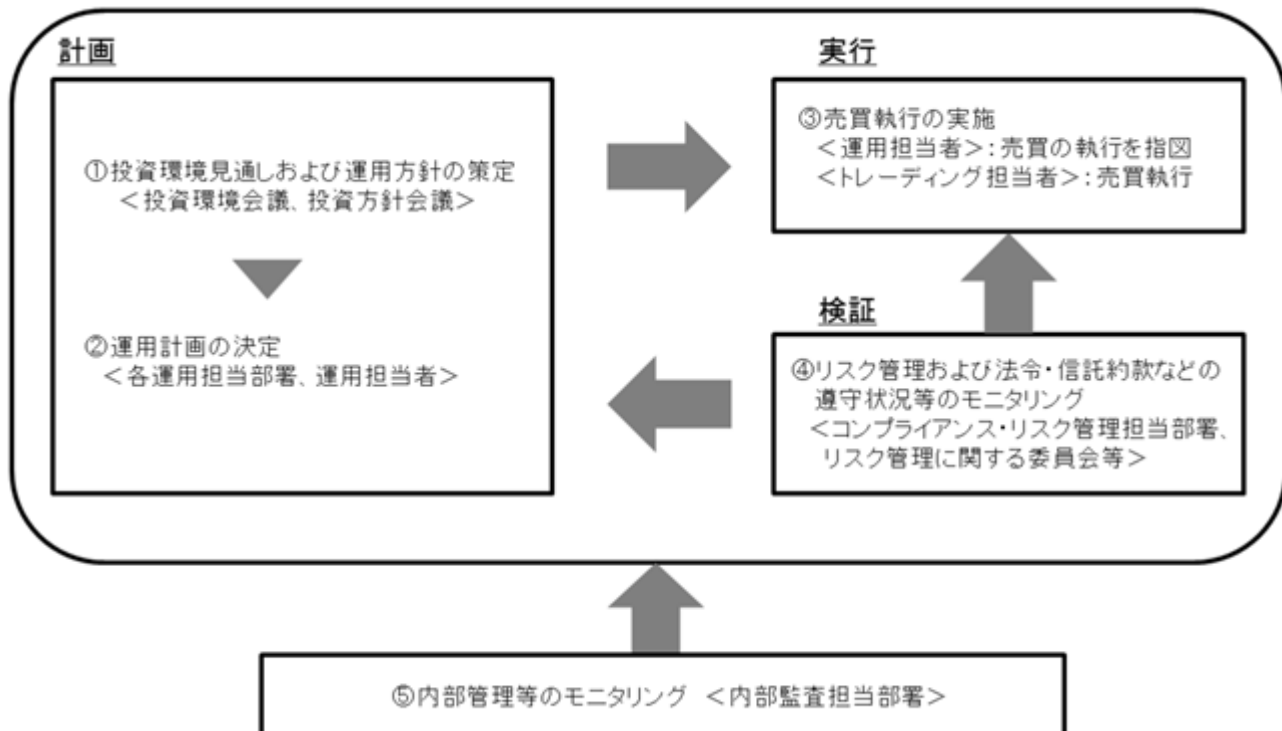 計画
①投資環境見通しおよび運用方針の策定
＜投資環境会議、投資方針会議＞
②運用計画の決定
＜各運用担当部署、運用担当者＞
実行
③売買執行の実施
＜運用担当者＞：売買の執行を指図
＜トレーディング担当者＞：売買執行
検証
④リスク管理および法令・信託約款などの
遵守状況等のモニタリング
＜コンプライアンス・リスク管理担当部署、
リスク管理に関する委員会等＞
⑤内部管理等のモニタリング ＜内部監査担当部署＞